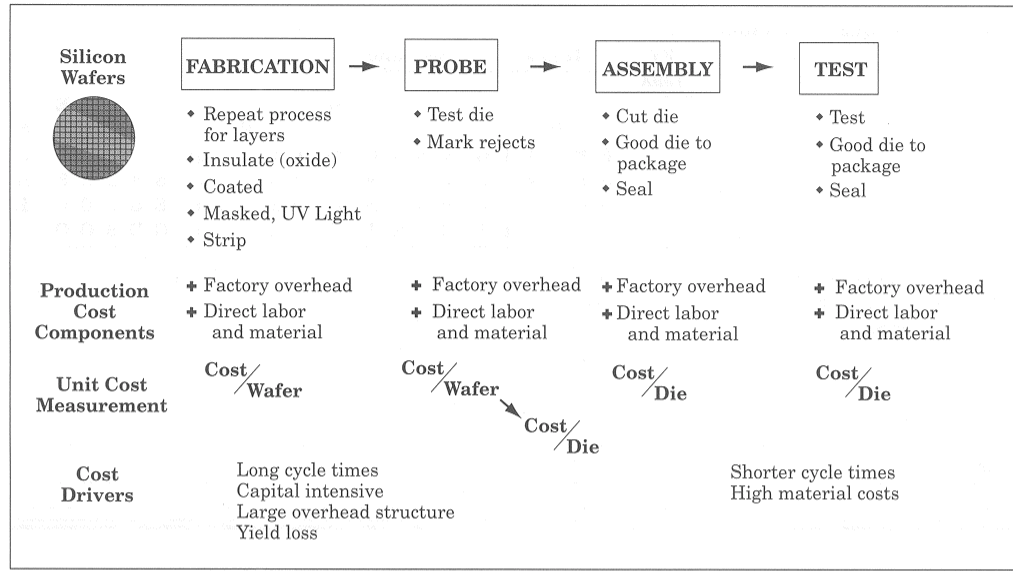 Silicon
Wafers
FABRICATION
PROBE
ASSEMBLY
TEST
Repeat process
for layers
Insulate (oxide)
Coated
Masked, UV Light
Strip
Test die
Mark rejects
Cut die
Good die to
package
Seal
Test
Good die to
package
Seal
Production
Cost
Components
+ Factory overhead
+ Direct labor
and material
+ Factory overhead
+ Direct labor
and material
+ Factory overhead
+ Direct labor
and material
+ Factory overhead
+ Direct labor
and material
Unit Cost
Measurement
Cost/
Wafer
Cost/
Wafer
Cost/
Die
Cost/
Die
Cost/
Die
Cost
Drivers
Long cycle times
Capital intensive
Large overhead structure
Yield loss
Shorter cycle times
High material costs